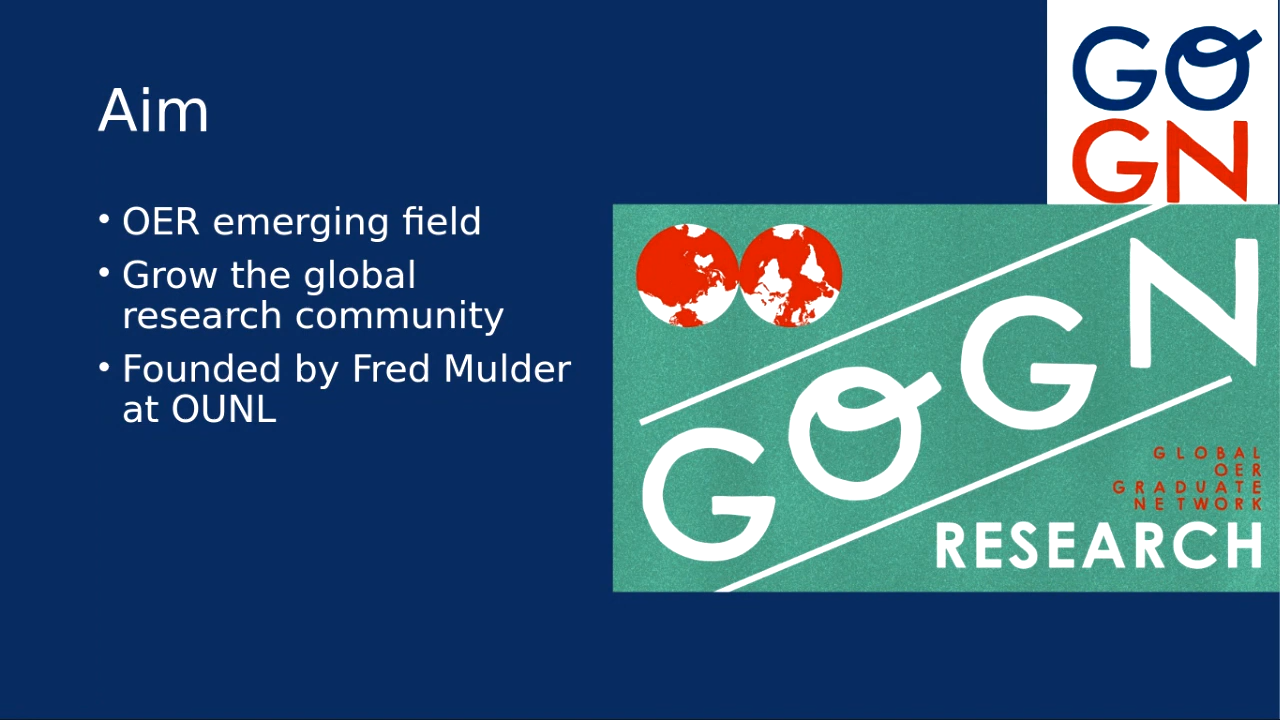 GO
GN
Aim
• OER emerging field
• Grow the global
research community
• Founded by Fred Mulder
at OUNL
GOGN
GLOBAL
OER
GRADUATE
NETWORK
RESEARCH